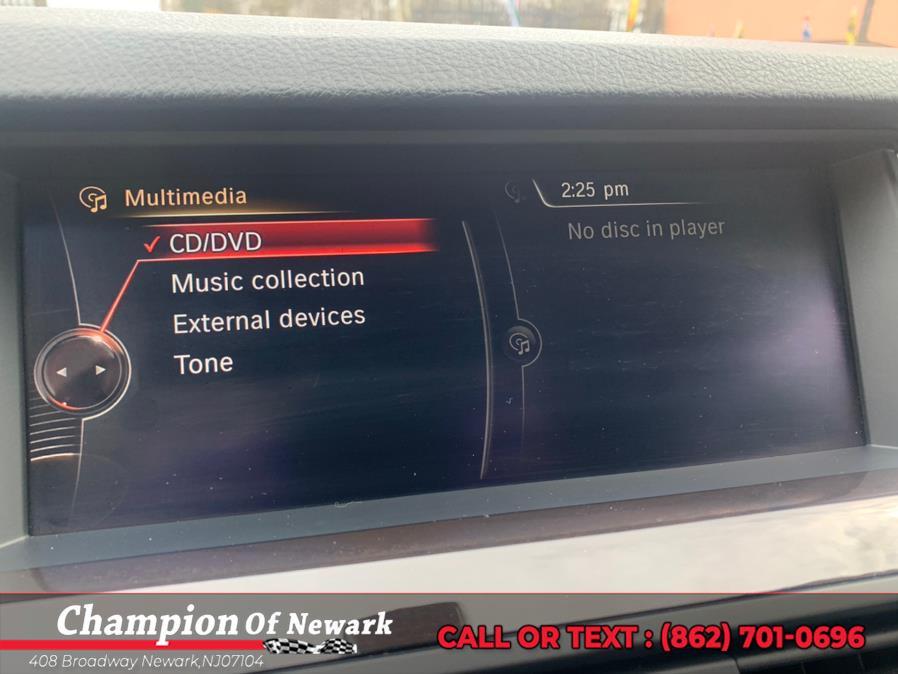 Multimedia
CD/DVD
Music collection
External devices
Tone
2:25 pm
No disc in player
Champion Of Newark
408 Broadway Newark,NJ07104
CALL OR TEXT : (862) 701-0696